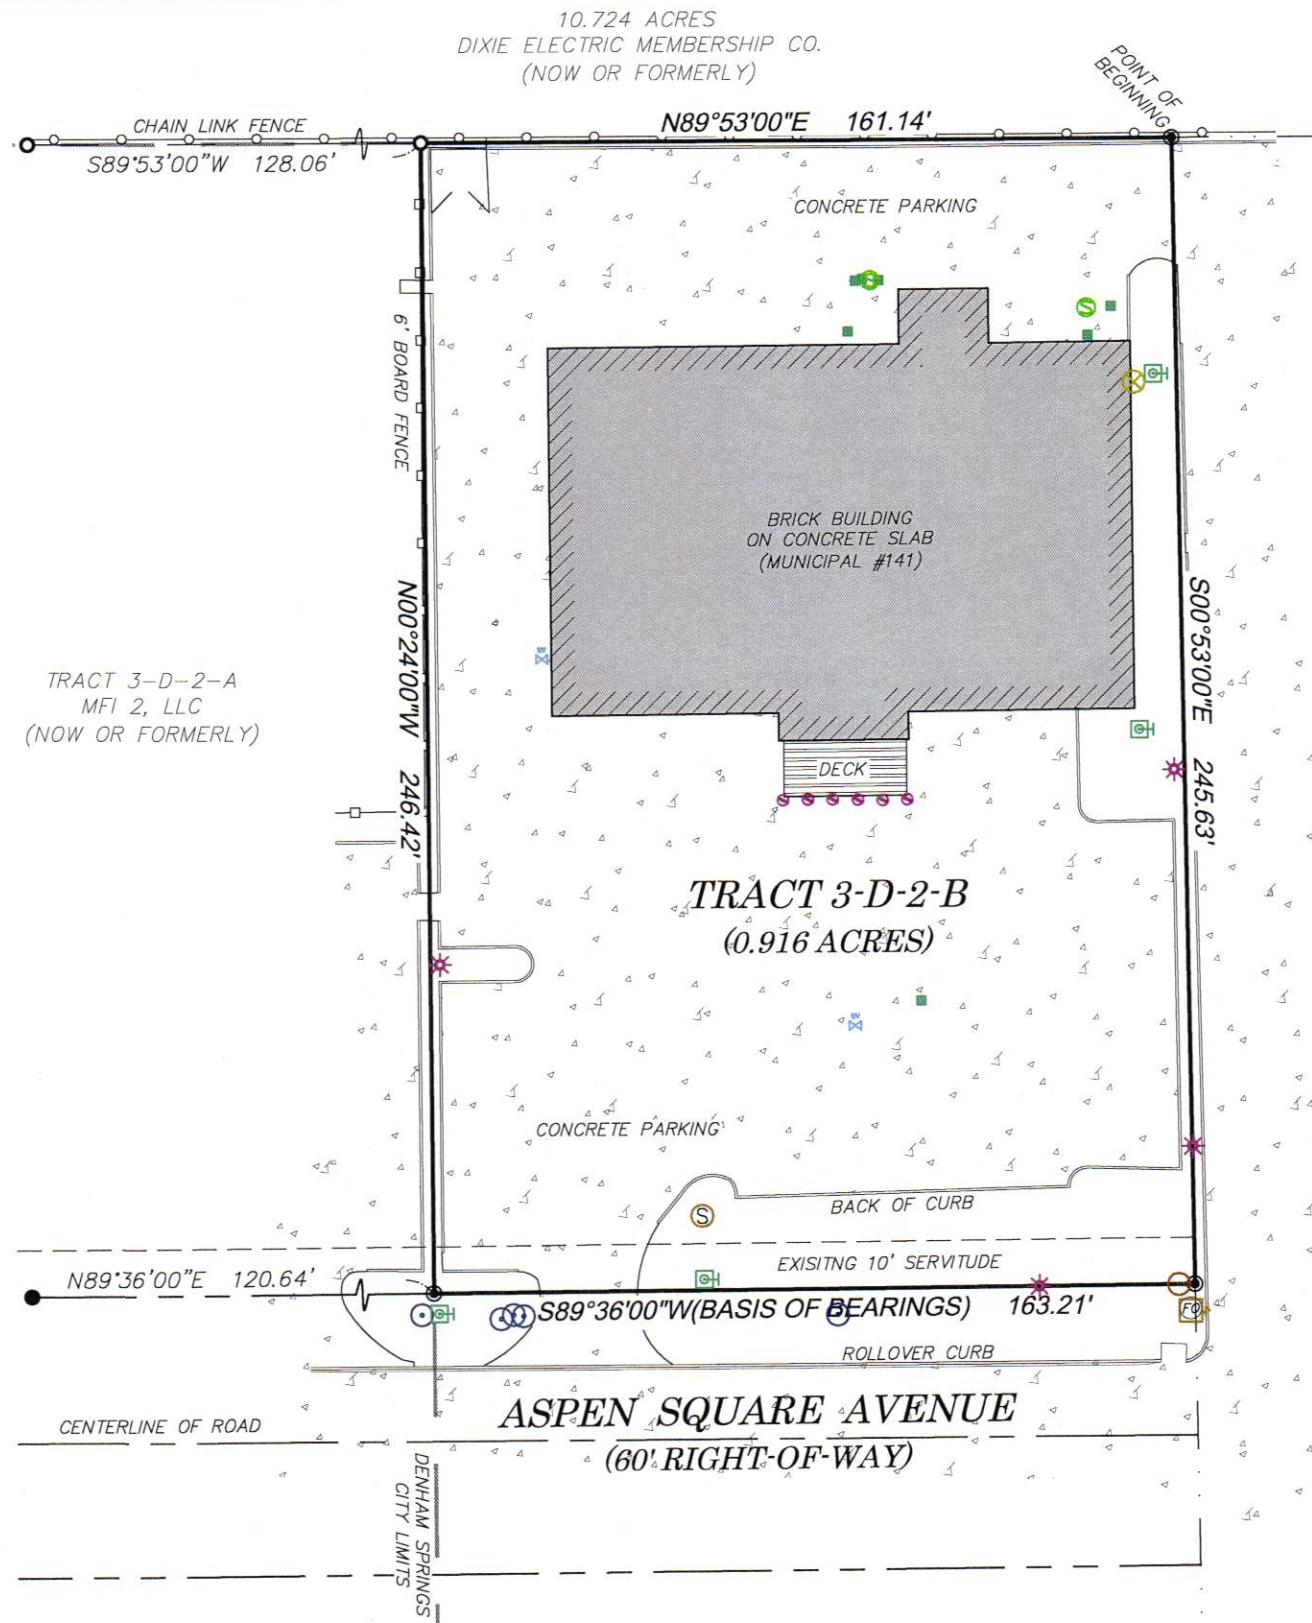 10.724 ACRES
DIXIE ELECTRIC MEMBERSHIP CO.
(NOW OR FORMERLY)
POINT OF
BEGINNING
CHAIN LINK FENCE
N89°53'00"E 161.14'
S89°53'00"W 128.06'
CONCRETE PARKING
6' BOARD FENCE
BRICK BUILDING
ON CONCRETE SLAB
(MUNICIPAL #141)
N00°24'00"W 246.42'
S00°53'00"E 245.63'
TRACT 3-D-2-A
MFI 2, LLC
(NOW OR FORMERLY)
DECK
TRACT 3-D-2-B
(0.916 ACRES)
CONCRETE PARKING
S
BACK OF CURB
EXISITNG 10' SERVITUDE
N89°36'00"E 120.64'
S89°36'00"W(BASIS OF BEARINGS) 163.21'
FO
ROLLOVER CURB
ASPEN SQUARE AVENUE
(60' RIGHT-OF-WAY)
CENTERLINE OF ROAD
DENHAM SPRINGS
CITY LIMITS